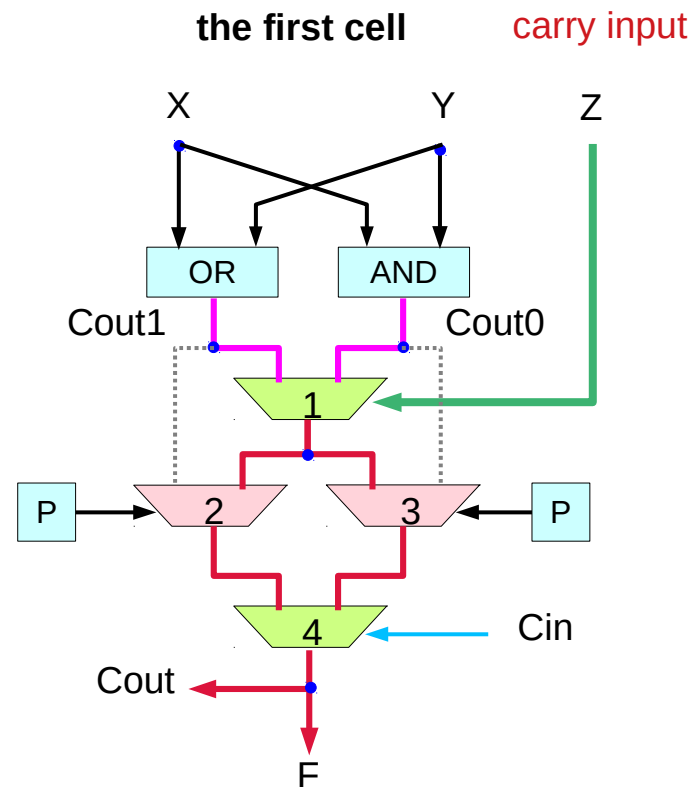 the first cell
carry input
X
Y
Z
OR
AND
Cout1
Cout0
1
P
2
3
P
4
Cin
Cout
F